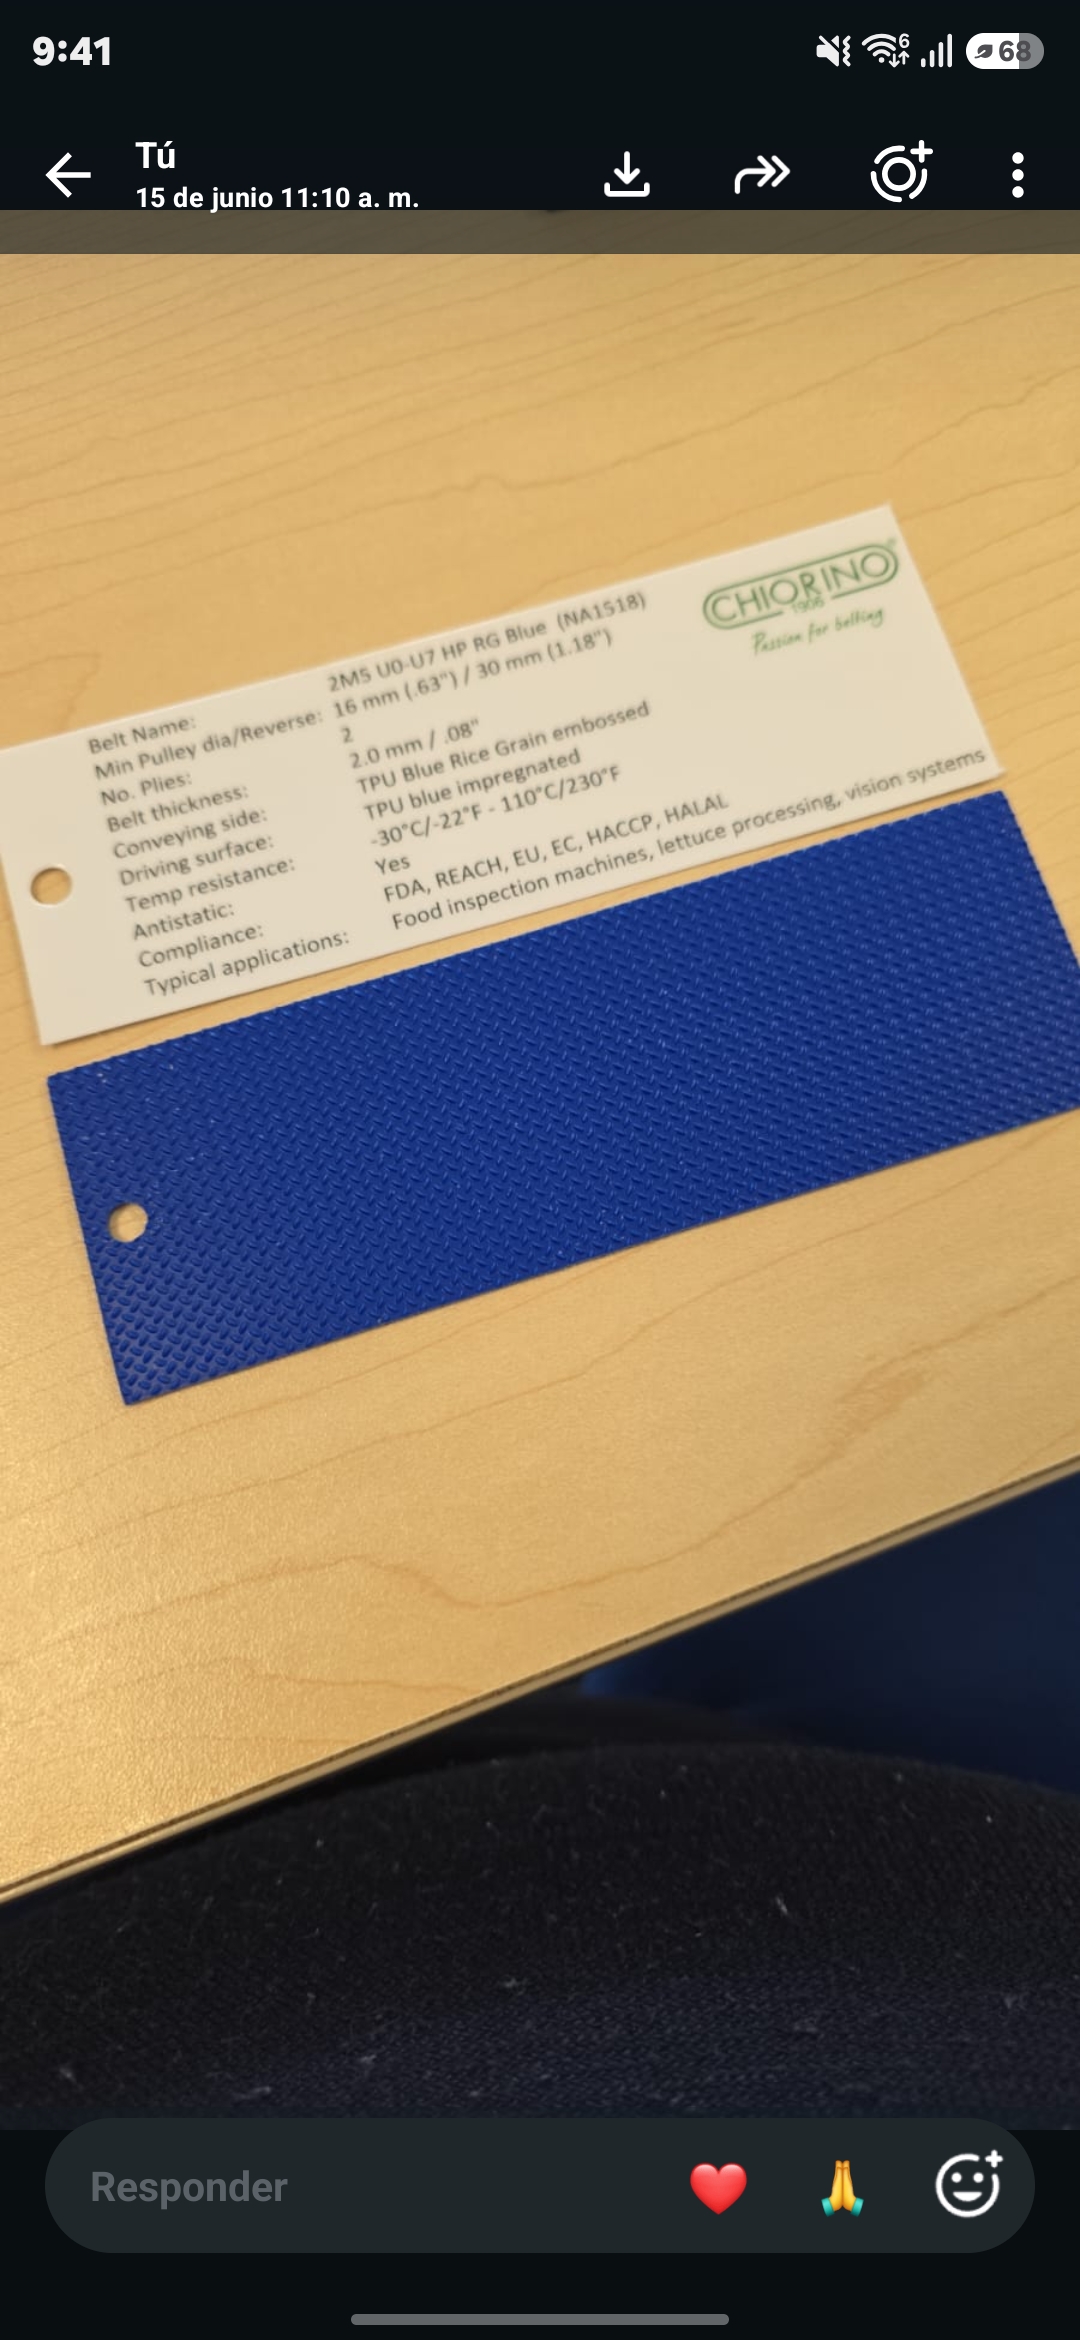 9:41
6
68
Tú
15 de junio 11:10 a. m.
CHIORINO®
1906
Passion for belting
Belt Name: 2M5 U0-U7 HP RG Blue (NA1518)
Min Pulley dia/Reverse: 16 mm (.63") / 30 mm (1.18")
No. Plies: 2
Belt thickness: 2.0 mm / .08"
Conveying side: TPU Blue Rice Grain embossed
Driving surface: TPU blue impregnated
Temp resistance: -30°C/-22°F - 110°C/230°F
Antistatic: Yes
Compliance: FDA, REACH, EU, EC, HACCP, HALAL
Typical applications: Food inspection machines, lettuce processing, vision systems
Responder